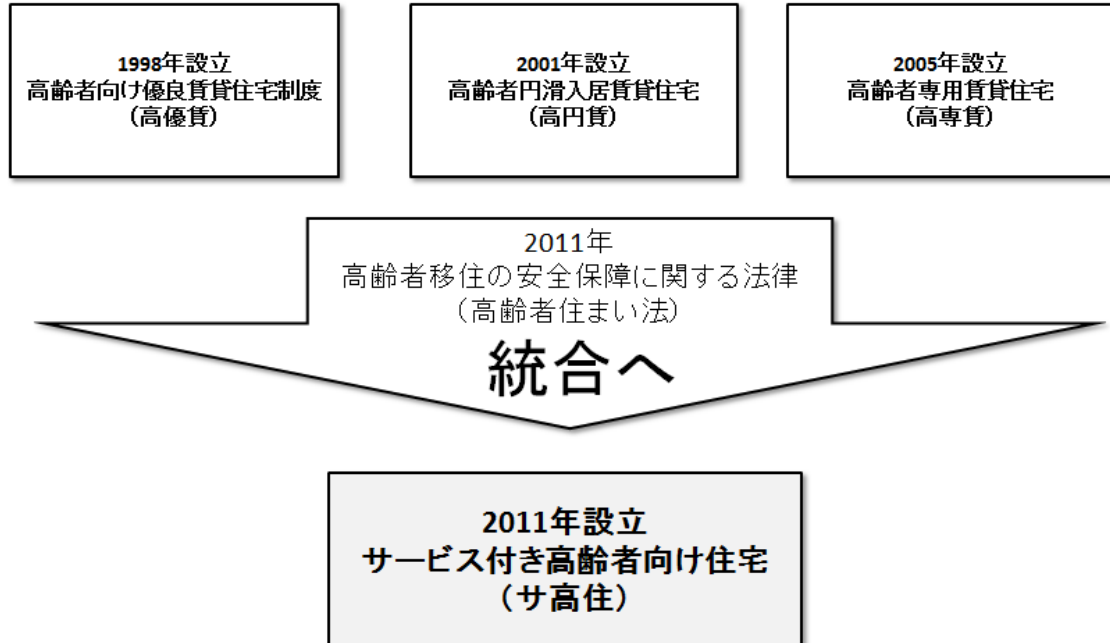 1998年設立
高齢者向け優良賃貸住宅制度
(高優賃)
2001年設立
高齢者円滑入居賃貸住宅
(高円賃)
2005年設立
高齢者専用賃貸住宅
(高専賃)
2011年
高齢者移住の安全保障に関する法律
(高齢者住まい法)
統合へ
2011年設立
サービス付き高齢者向け住宅
(サ高住)